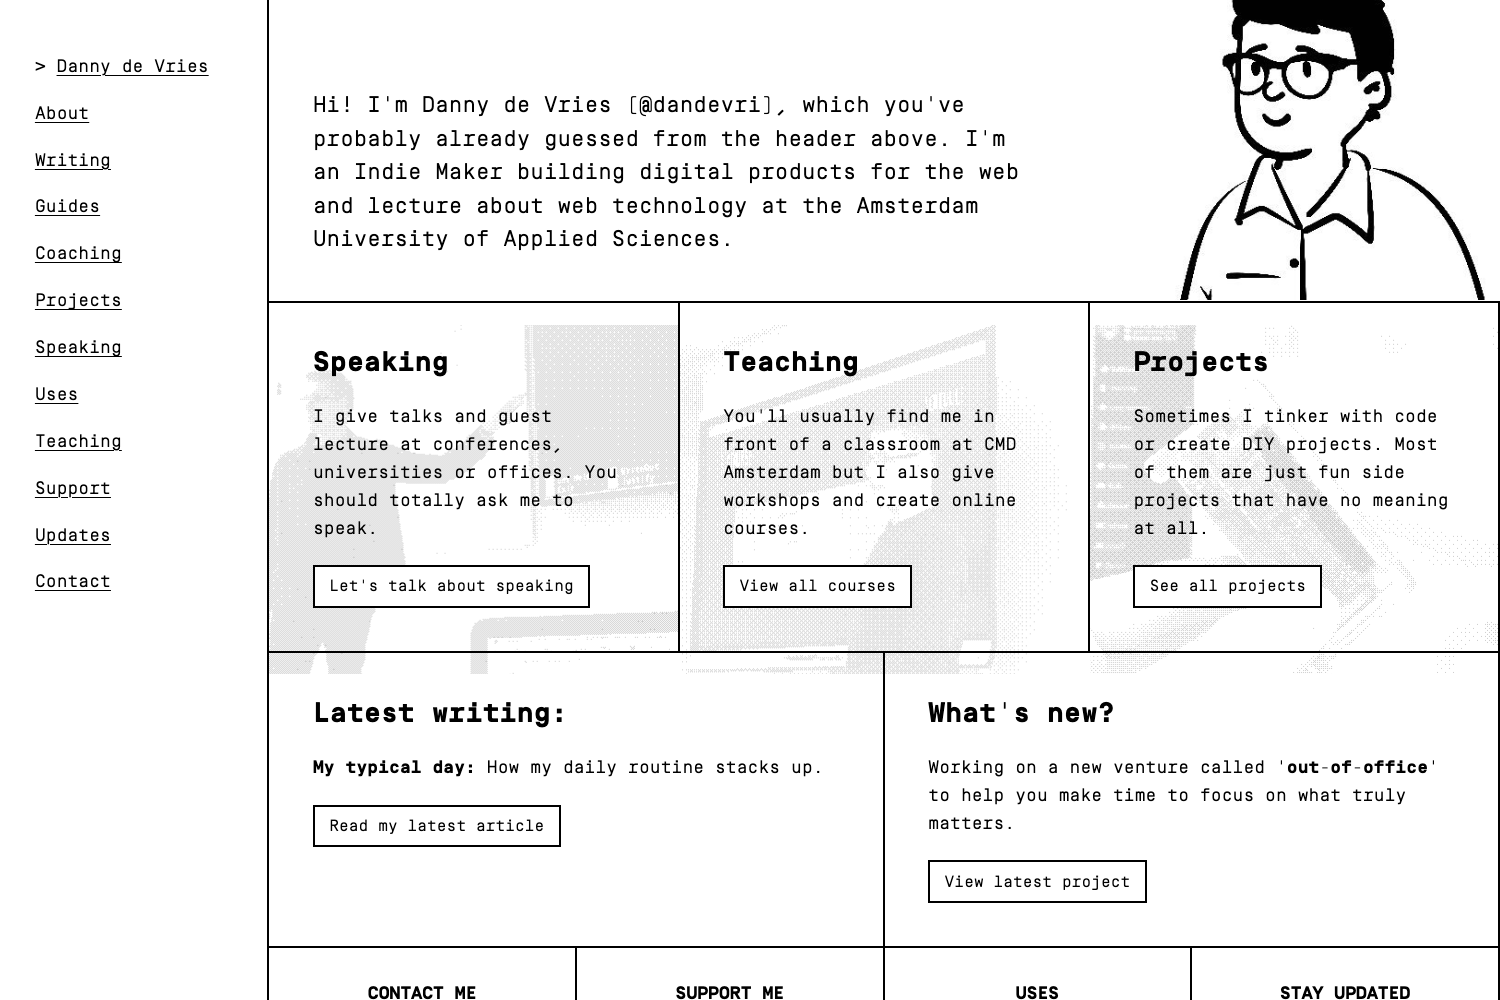 > Danny de Vries
About
Writing
Guides
Coaching
Projects
Speaking
Uses
Teaching
Support
Updates
Contact
Hi! I'm Danny de Vries [@dandevri], which you've
probably already guessed from the header above. I'm
an Indie Maker building digital products for the web
and lecture about web technology at the Amsterdam
University of Applied Sciences.
Speaking
I give talks and guest
lecture at conferences,
universities or offices. You
should totally ask me to
speak.
Let's talk about speaking
Teaching
You'll usually find me in
front of a classroom at CMD
Amsterdam but I also give
workshops and create online
courses.
View all courses
Projects
Sometimes I tinker with code
or create DIY projects. Most
of them are just fun side
projects that have no meaning
at all.
See all projects
Latest writing:
My typical day: How my daily routine stacks up.
Read my latest article
What's new?
Working on a new venture called 'out-of-office'
to help you make time to focus on what truly
matters.
View latest project
CONTACT ME
SUPPORT ME
USES
STAY UPDATED